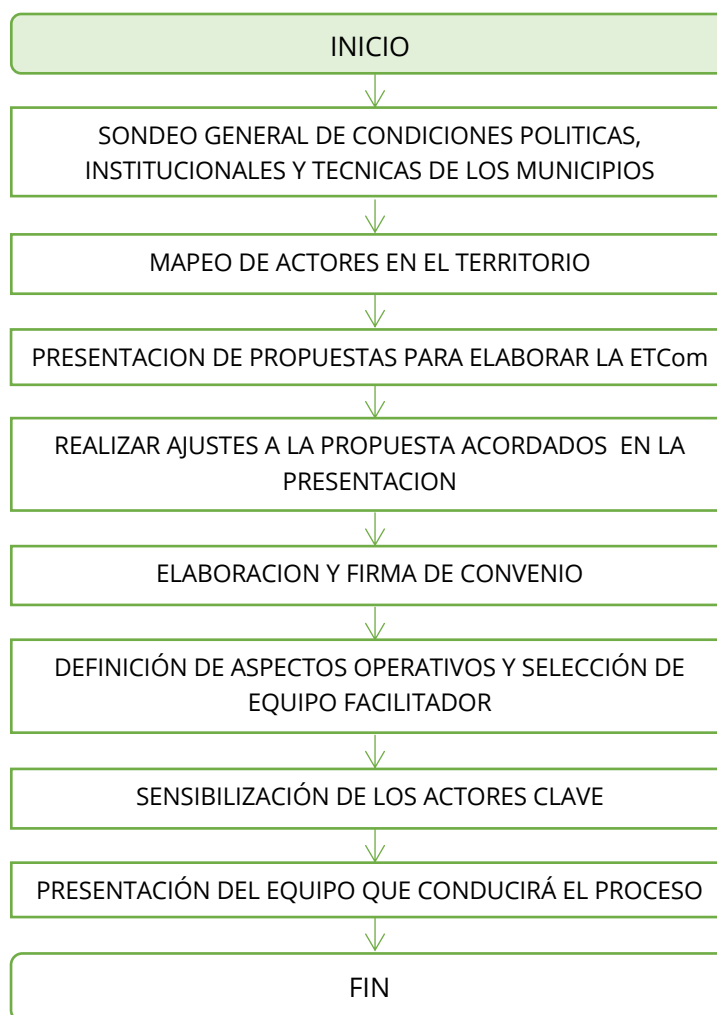 INICIO
SONDEO GENERAL DE CONDICIONES POLITICAS,
INSTITUCIONALES Y TECNICAS DE LOS MUNICIPIOS
MAPEO DE ACTORES EN EL TERRITORIO
PRESENTACION DE PROPUESTAS PARA ELABORAR LA ETCom
REALIZAR AJUSTES A LA PROPUESTA ACORDADOS  EN LA
PRESENTACION
ELABORACION Y FIRMA DE CONVENIO
DEFINICIÓN DE ASPECTOS OPERATIVOS Y SELECCIÓN DE
EQUIPO FACILITADOR
SENSIBILIZACIÓN DE LOS ACTORES CLAVE
PRESENTACIÓN DEL EQUIPO QUE CONDUCIRÁ EL PROCESO
FIN